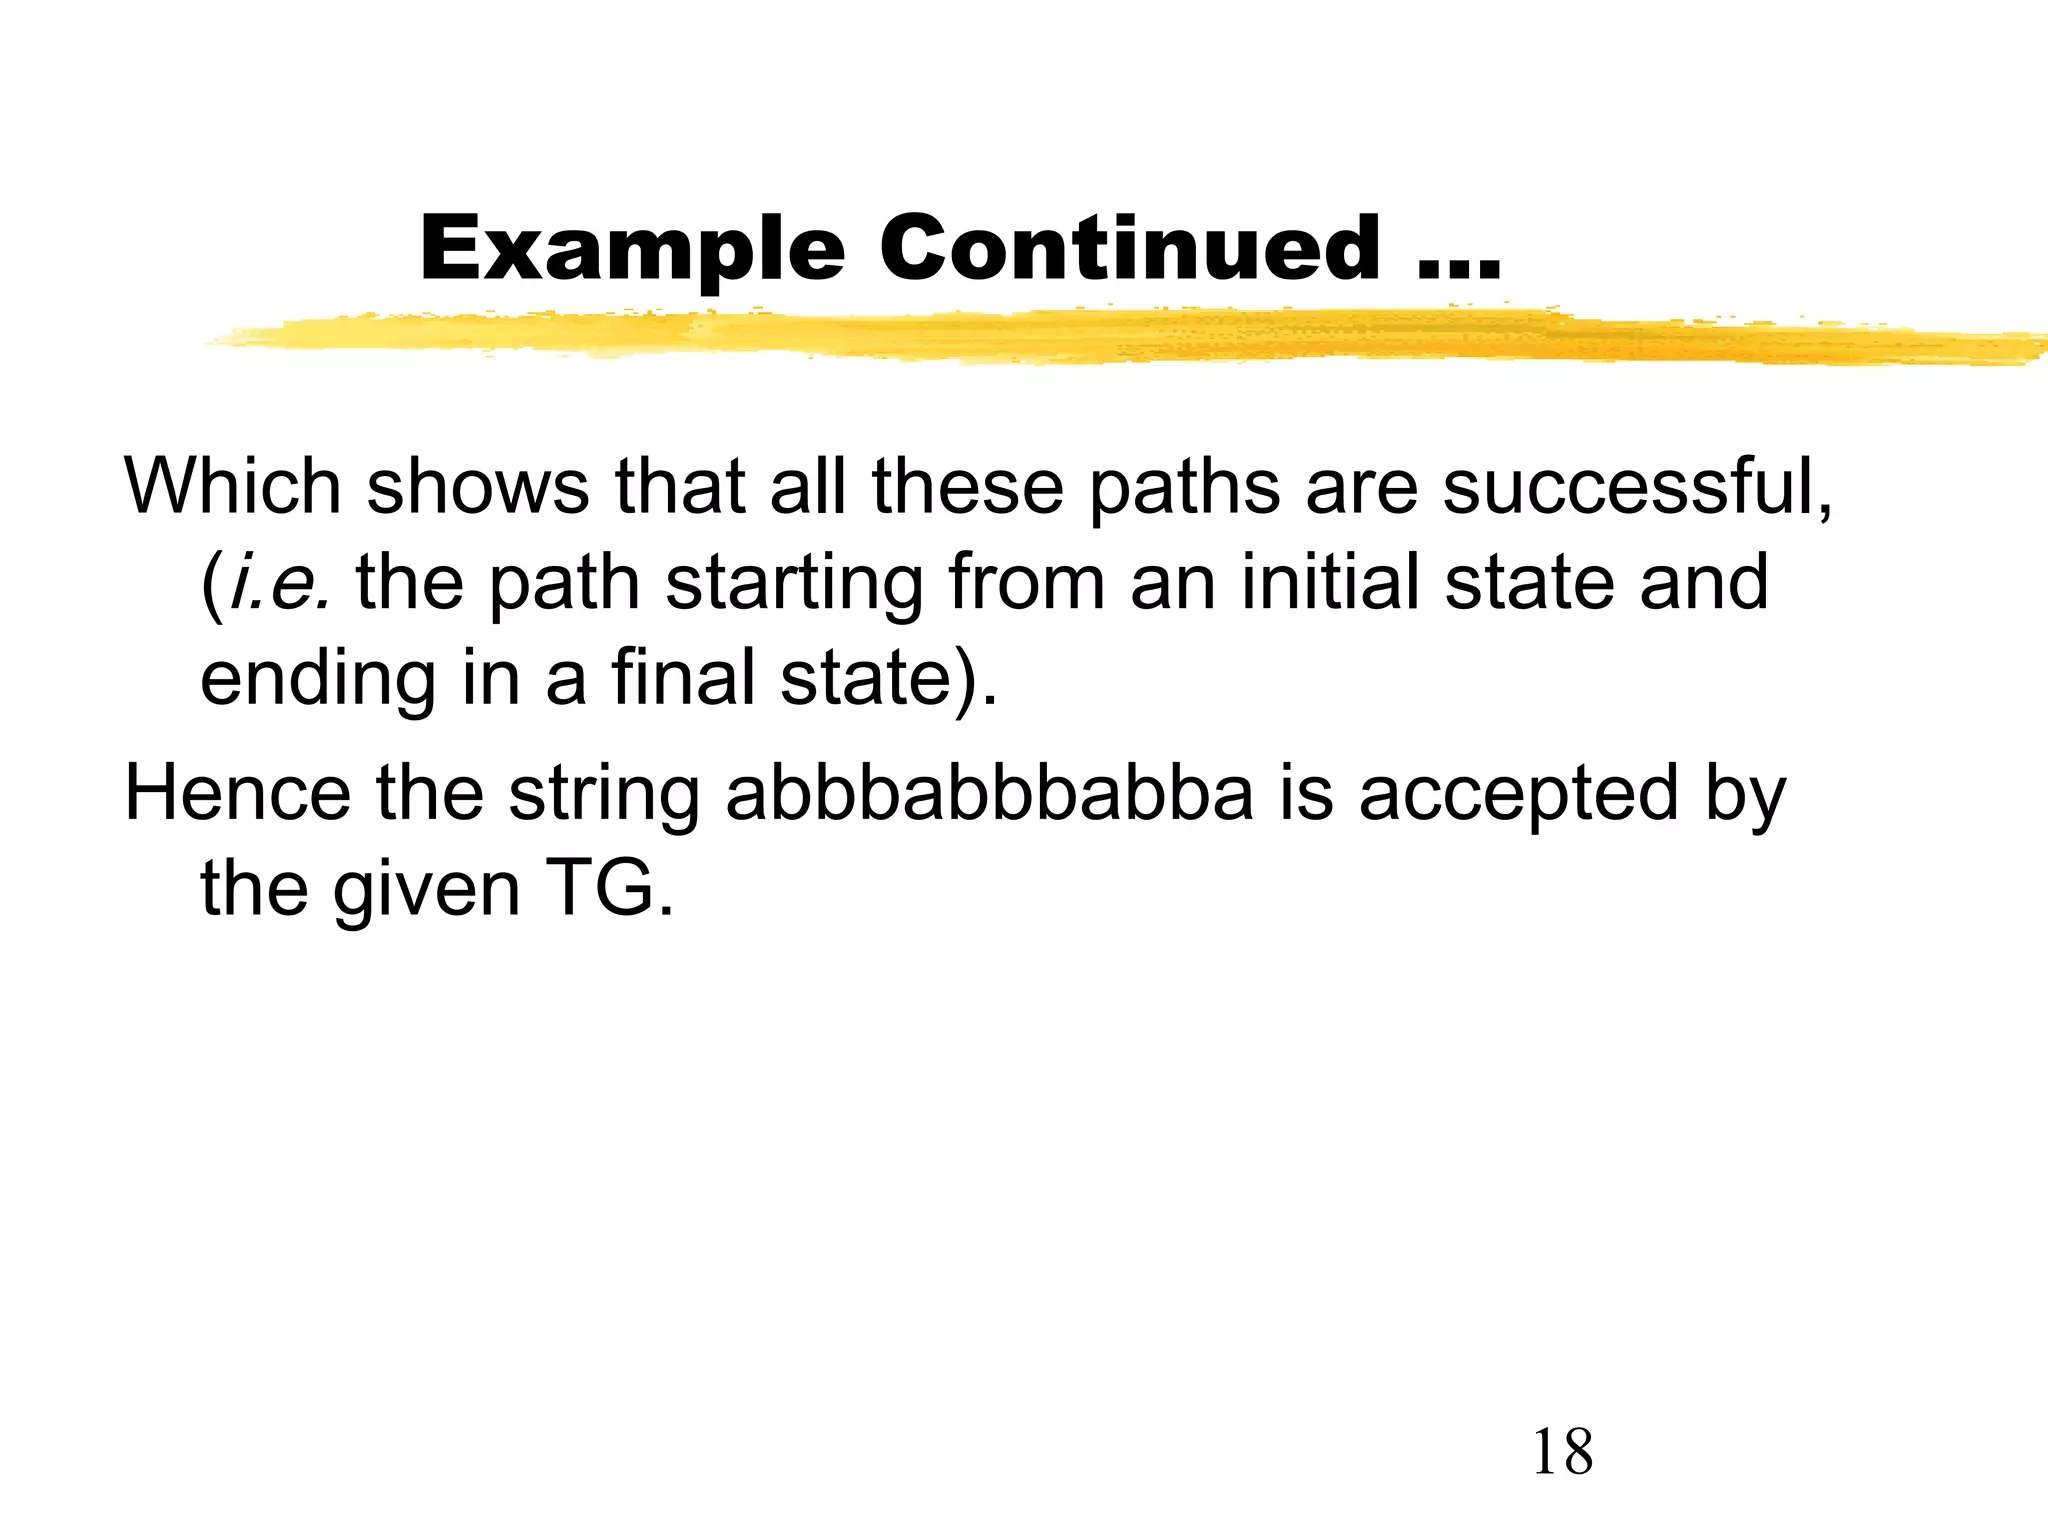 Example Continued ...
Which shows that all these paths are successful,
(i.e. the path starting from an initial state and
ending in a final state).
Hence the string abbbabbbabba is accepted by
the given TG.
18